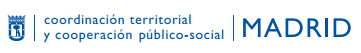 coordinación territorial
y cooperación público-social
MADRID